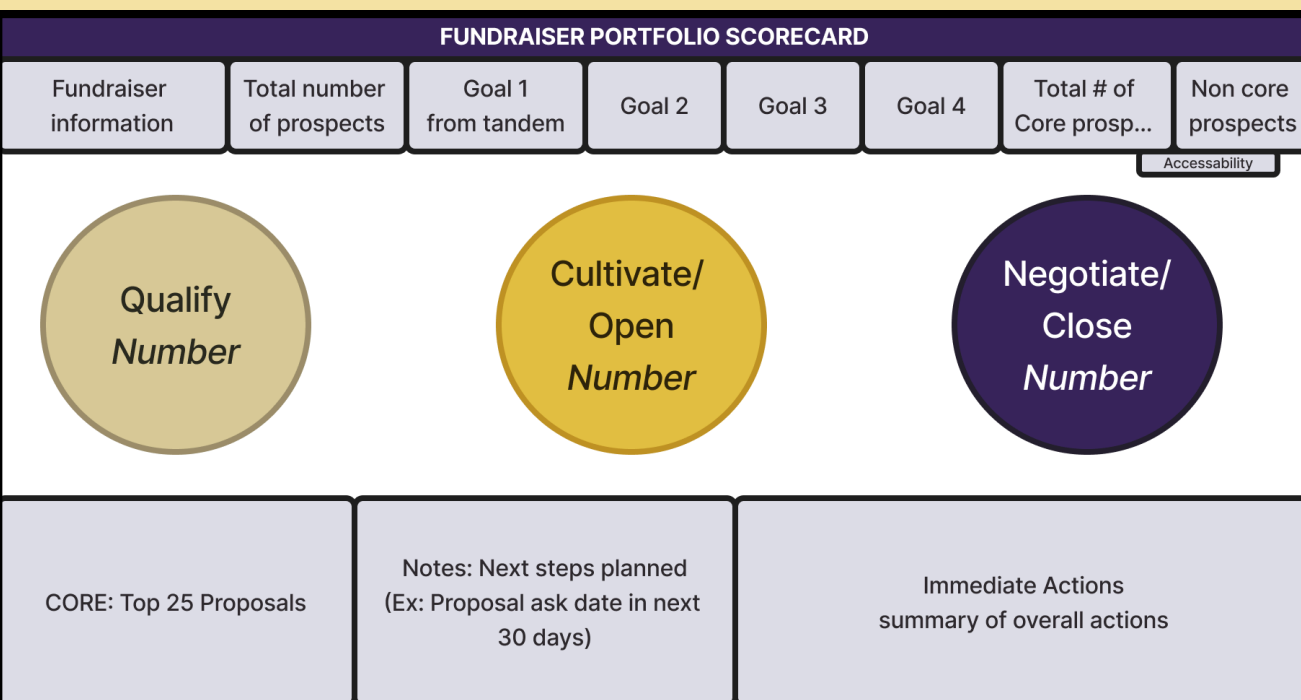 FUNDRAISER PORTFOLIO SCORECARD
Fundraiser
information
Total number
of prospects
Goal 1
from tandem
Goal 2
Goal 3
Goal 4
Total # of
Core prosp...
Non core
prospects
Accessability
Qualify
Number
Cultivate/
Open
Number
Negotiate/
Close
Number
CORE: Top 25 Proposals
Notes: Next steps planned
(Ex: Proposal ask date in next
30 days)
Immediate Actions
summary of overall actions